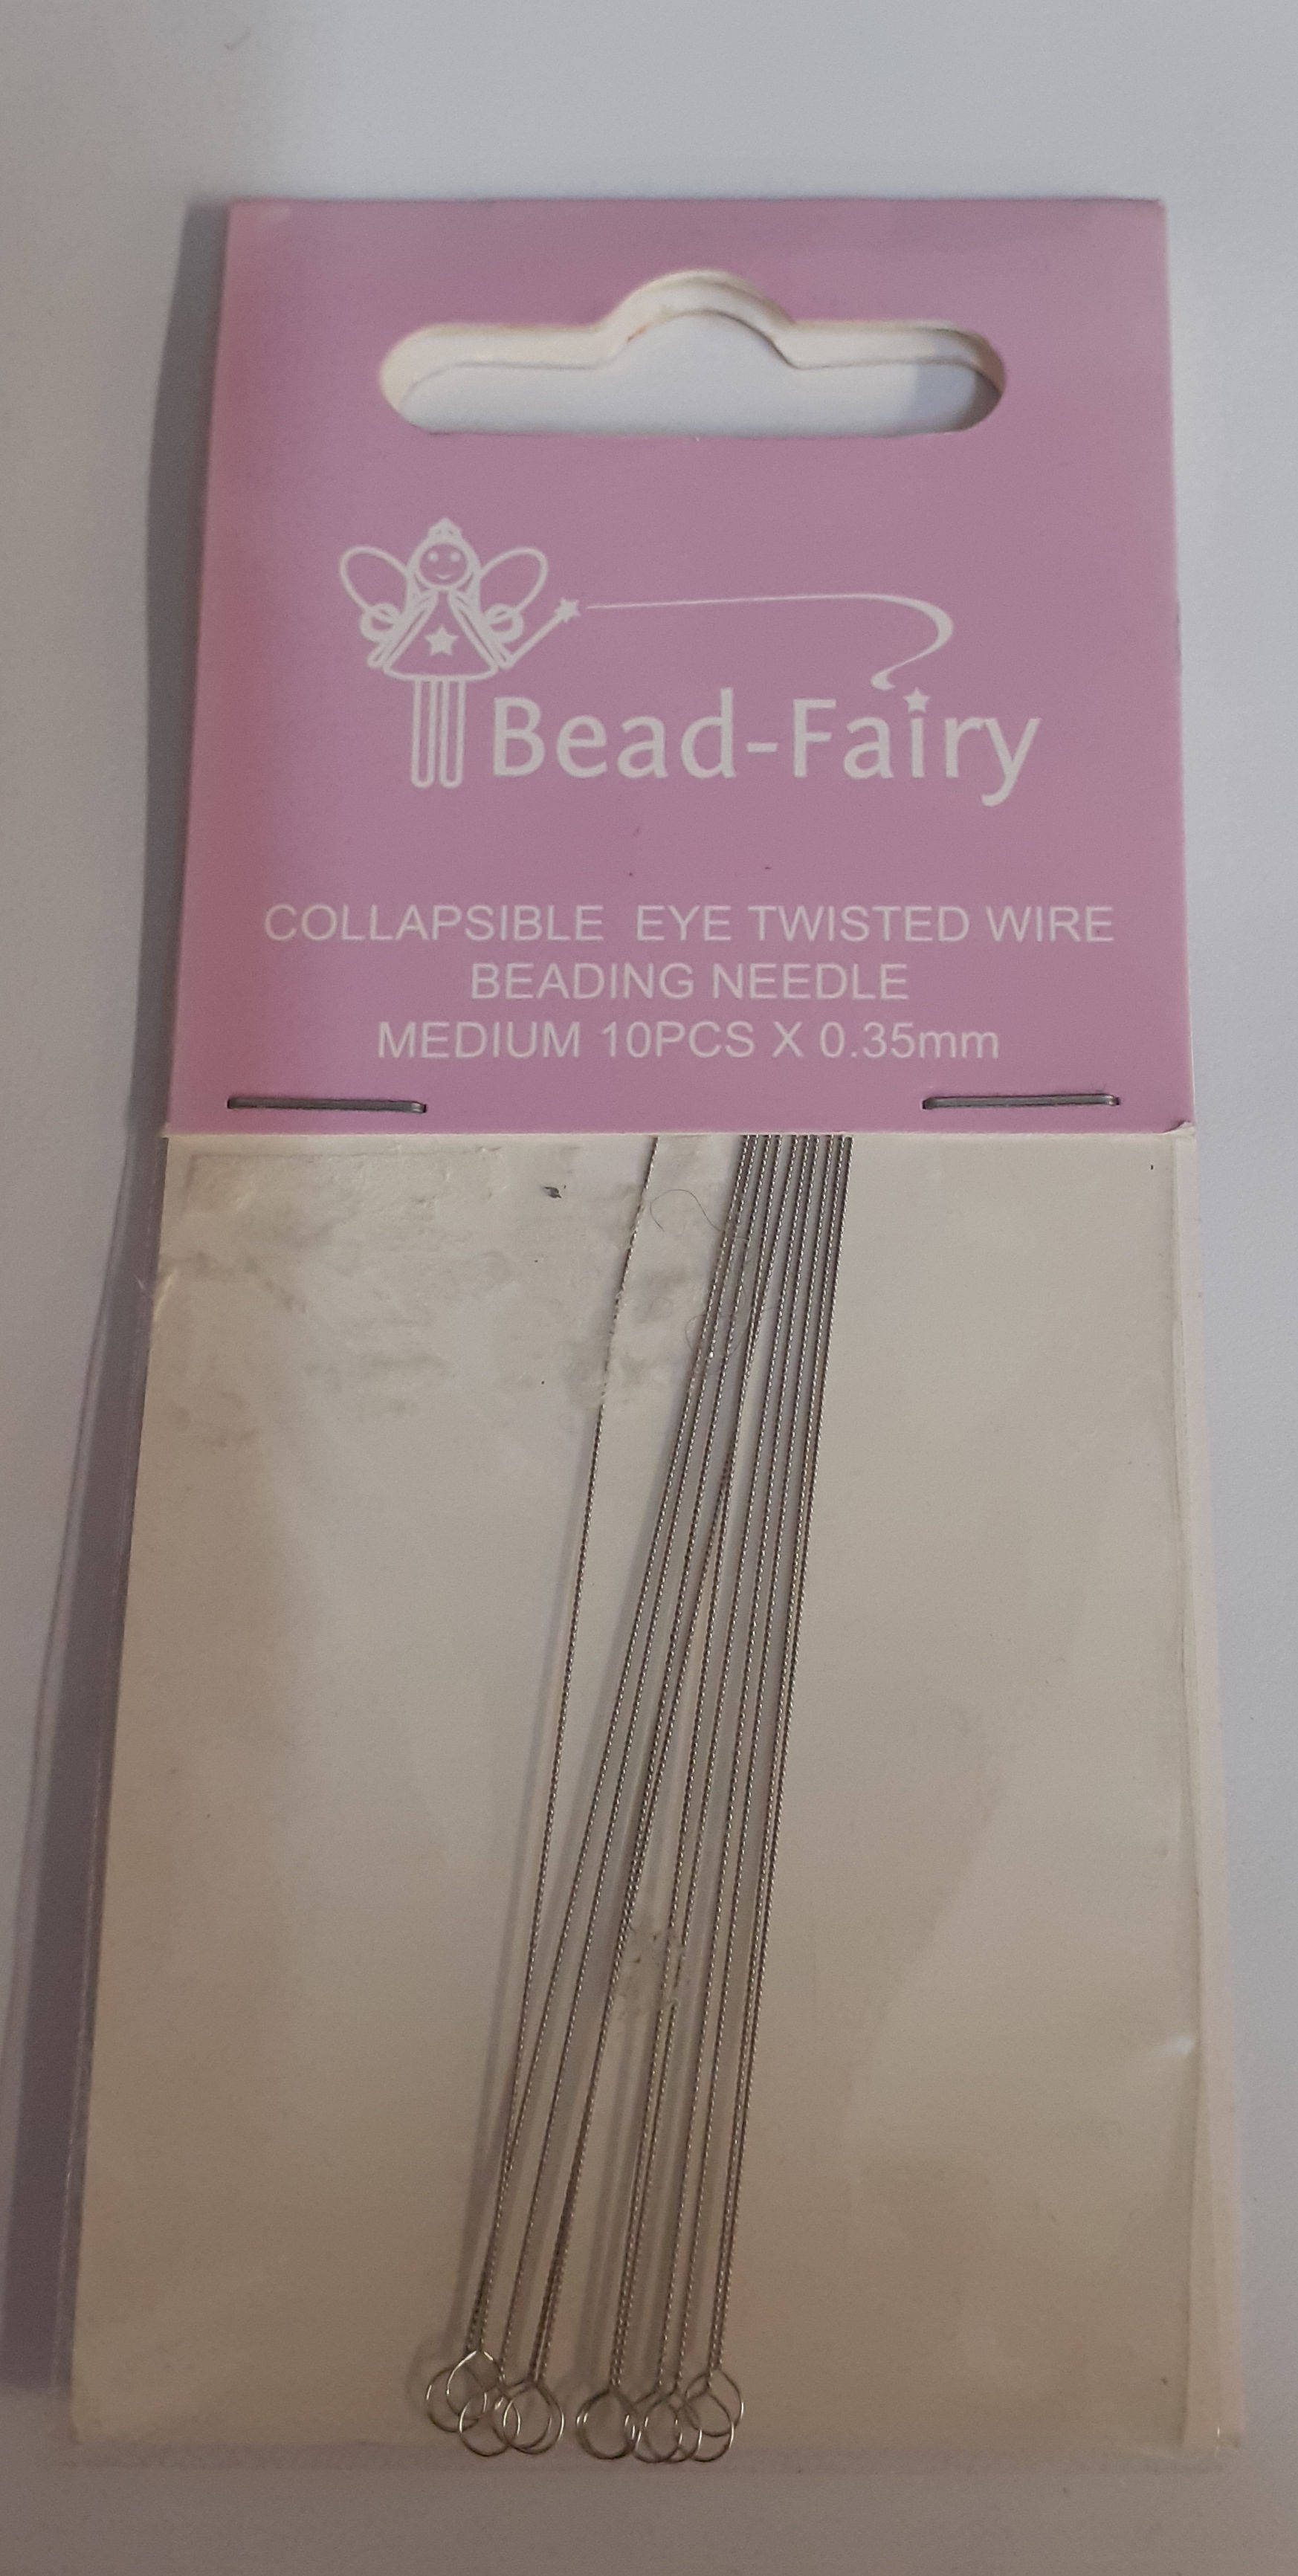 Bead-Fairy
COLLAPSIBLE EYE TWISTED WIRE
BEADING NEEDLE
MEDIUM 10PCS X 0.35mm